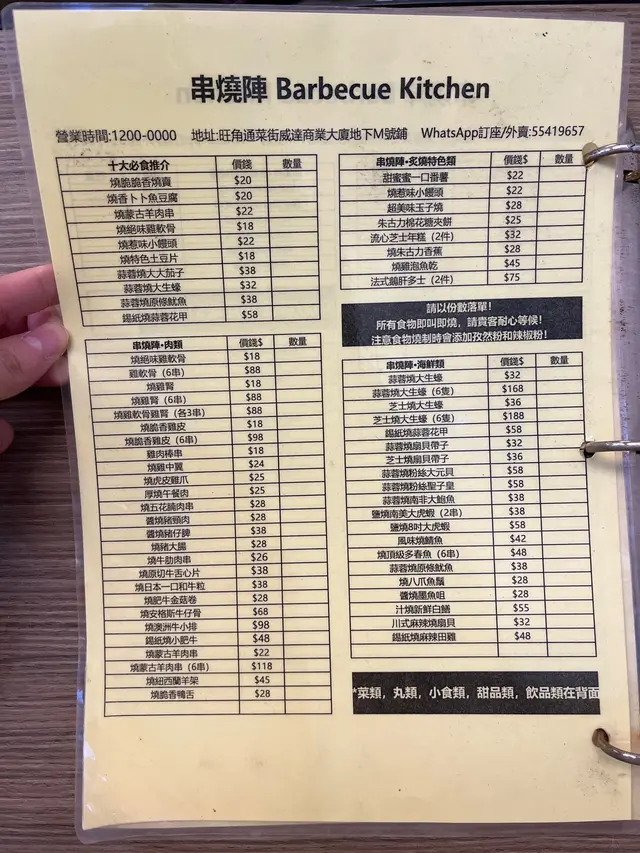 串燒陣 Barbecue Kitchen
營業時間:1200-0000 地址:旺角通菜街威達商業大廈地下M號鋪 WhatsApp訂座/外賣:55419657
十大必食推介 價錢$ 數量
燒脆脆香燒賣 $20
燒香卜卜魚豆腐 $20
燒蒙古羊肉串 $22
燒絕味雞軟骨 $18
燒惹味小饅頭 $22
燒特色土豆片 $18
蒜蓉燒大大茄子 $38
蒜蓉燒大生蠔 $32
蒜蓉燒原條魷魚 $38
錫紙燒蒜蓉花甲 $58
串燒陣•肉類 價錢$ 數量
燒絕味雞軟骨 $18
雞軟骨（6串） $88
燒雞腎 $18
燒雞腎（6串） $88
燒雞軟骨雞腎（各3串） $88
燒脆香雞皮 $18
燒脆香雞皮（6串） $98
雞肉棒串 $18
燒雞中翼 $24
燒虎皮雞爪 $25
厚燒午餐肉 $25
燒五花腩肉串 $28
醬燒豬頸肉 $28
醬燒豬仔髀 $38
燒豬大腸 $28
燒牛肋肉串 $26
燒原切牛舌心片 $38
燒日本一口和牛粒 $38
燒肥牛金菇卷 $28
燒安格斯牛仔骨 $68
燒澳洲牛小排 $98
錫紙燒小肥牛 $48
燒蒙古羊肉串 $22
燒蒙古羊肉串（6串） $118
燒紐西蘭羊架 $45
燒脆香鴨舌 $28
串燒陣•炙燒特色類 價錢$ 數量
甜蜜蜜一口番薯 $22
燒惹味小饅頭 $22
超美味玉子燒 $28
朱古力棉花糖夾餅 $25
流心芝士年糕（2件） $32
燒朱古力香蕉 $28
燒雞泡魚乾 $45
法式鵝肝多士（2件） $75
請以份數落單！
所有食物即叫即燒，請貴客耐心等候！
注意食物燒制時會添加孜然粉和辣椒粉！
串燒陣•海鮮類 價錢$ 數量
蒜蓉燒大生蠔 $32
蒜蓉燒大生蠔（6隻） $168
芝士燒大生蠔 $36
芝士燒大生蠔（6隻） $188
錫紙燒蒜蓉花甲 $58
蒜蓉燒扇貝帶子 $32
芝士燒扇貝帶子 $36
蒜蓉燒粉絲大元貝 $58
蒜蓉燒粉絲聖子皇 $58
蒜蓉燒南非大鮑魚 $38
鹽燒南美大虎蝦（2串） $38
鹽燒8吋大虎蝦 $58
風味燒鯖魚 $42
燒頂級多春魚（6串） $48
蒜蓉燒原條魷魚 $38
燒八爪魚鬚 $28
醬燒墨魚咀 $28
汁燒新鮮白鱔 $55
川式麻辣燒扇貝 $32
錫紙燒麻辣田雞 $48
*菜類，丸類，小食類，甜品類，飲品類在背面